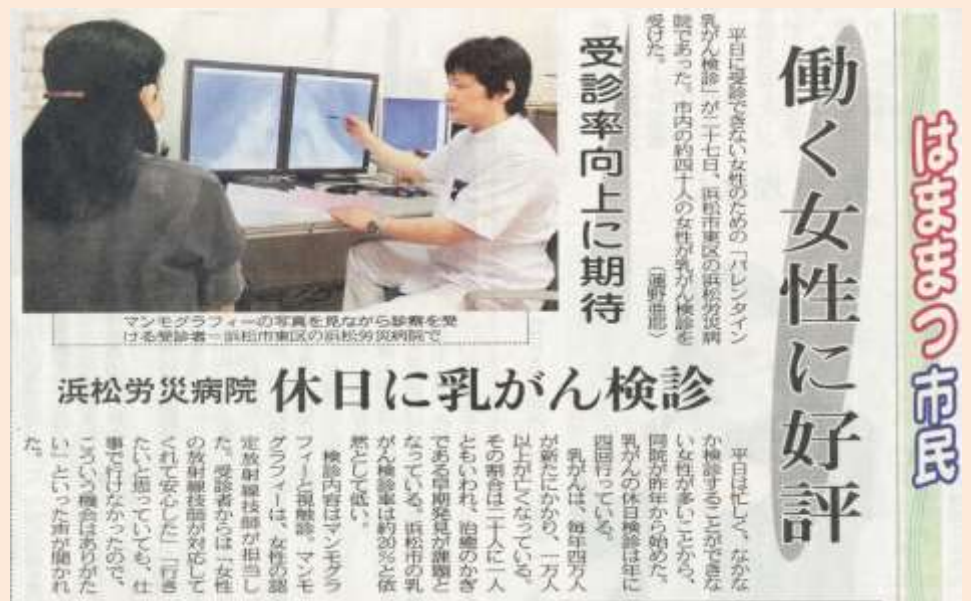 はままつ市民
働く女性に好評
受診率向上に期待
平日に受診できない女性のための「バレンタイン
乳がん検診」が二十七日、浜松市東区の浜松労災病
院であった。市内の約四十人の女性が乳がん検診を
受けた。
マンモグラフィーの写真を見ながら診察を受
ける受診者＝浜松市東区の浜松労災病院で
浜松労災病院 休日に乳がん検診
平日は忙しく、なかな
か検診することができな
い女性が多いことから、
同院が昨年から始めた。
乳がんの休日検診は年に
四回行っている。
乳がんは、毎年四万人
が新たにかかり、一万人
以上が亡くなっている。
その割合は二十人に一人
ともいわれ、治癒のかぎ
である早期発見が課題と
なっている。浜松市の乳
がん検診率は約20%と依
然として低い。
検診内容はマンモグラ
フィーと視触診。マンモ
グラフィーは、女性の認
定放射線技師が担当し
た。受診者からは「女性
の放射線技師が対応して
くれて安心した」「行き
たいと思っていても、仕
事で行けなかったので、
こういう機会はありがた
い」といった声が聞かれ
た。